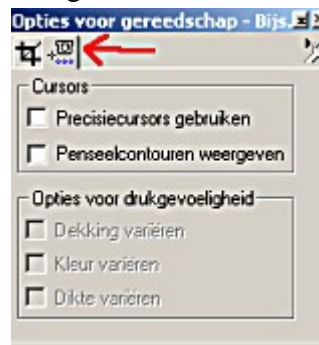 Opties voor gereedschap - Bijs
Cursors
Precisiecursors gebruiken
Penseelcontouren weergeven
Opties voor drukgevoeligheid
Dekking variëren
Kleur variëren
Dikte variëren